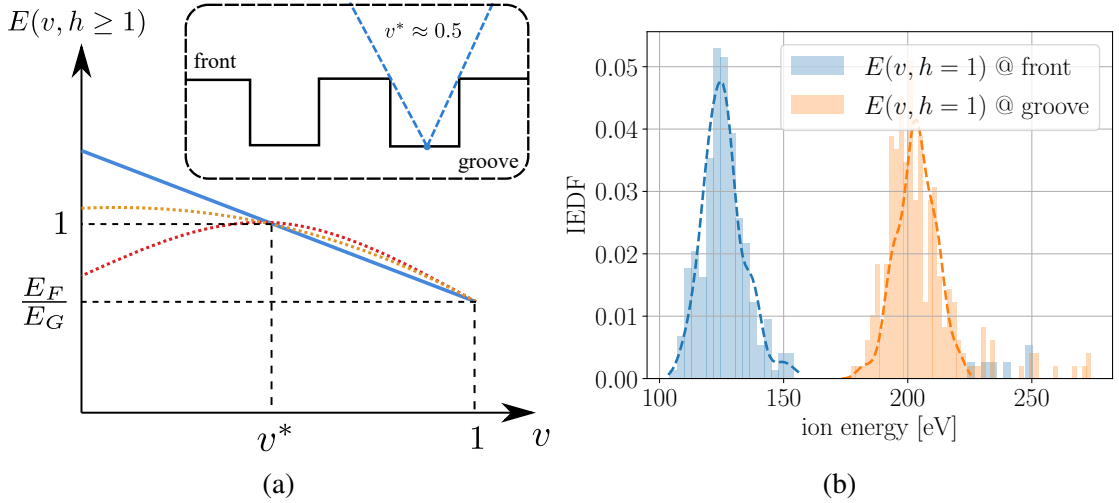 E(v, h ≥ 1)
v* ≈ 0.5
front
groove
1
E_F
E_G
v*
1
v
(a)
E(v, h = 1) @ front
E(v, h = 1) @ groove
IEDF
0.05
0.04
0.03
0.02
0.01
0.00
100
150
200
250
ion energy [eV]
(b)